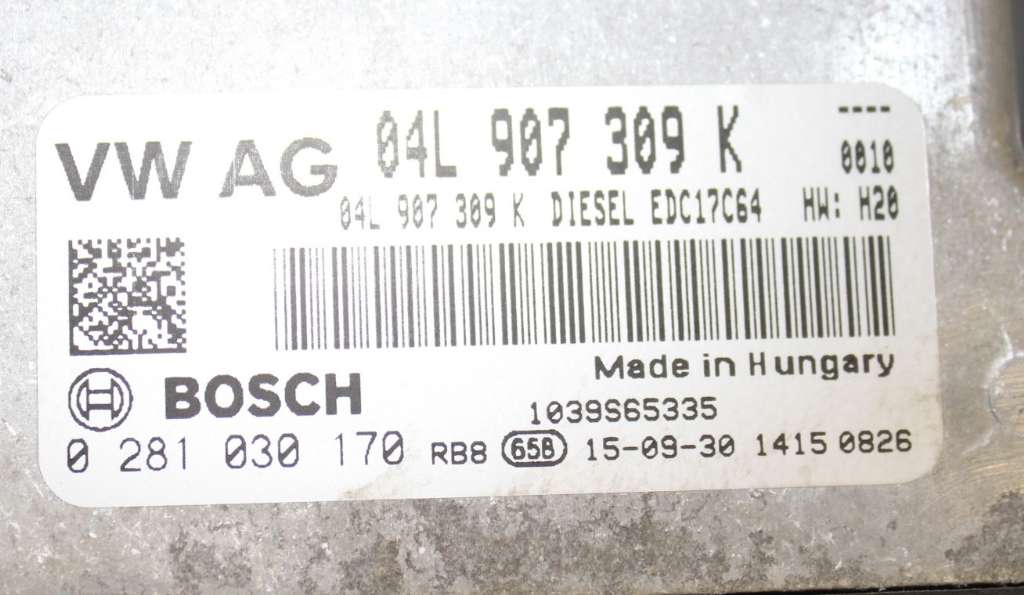 VW AG 04L 907 309 K ----
0010
04L 907 309 K DIESEL EDC17C64 HW: H20
Made in Hungary
BOSCH 1039S65335
0 281 030 170 RB8 65B 15-09-30 1415 0826